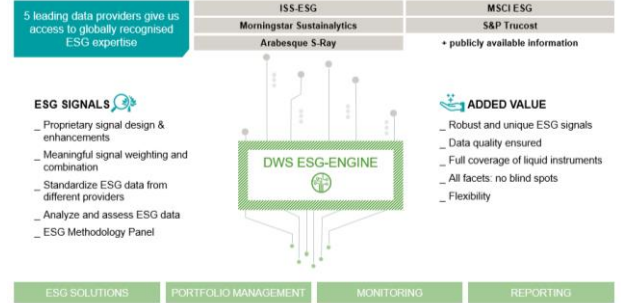 5 leading data providers give us
access to globally recognised
ESG expertise
ISS-ESG
MSCI ESG
Morningstar Sustainalytics
S&P Trucost
Arabesque S-Ray
+ publicly available information
ESG SIGNALS
_ Proprietary signal design &
enhancements
_ Meaningful signal weighting and
combination
_ Standardize ESG data from
different providers
_ Analyze and assess ESG data
_ ESG Methodology Panel
DWS ESG-ENGINE
ADDED VALUE
_ Robust and unique ESG signals
_ Data quality ensured
_ Full coverage of liquid instruments
_ All facets: no blind spots
_ Flexibility
ESG SOLUTIONS
PORTFOLIO MANAGEMENT
MONITORING
REPORTING